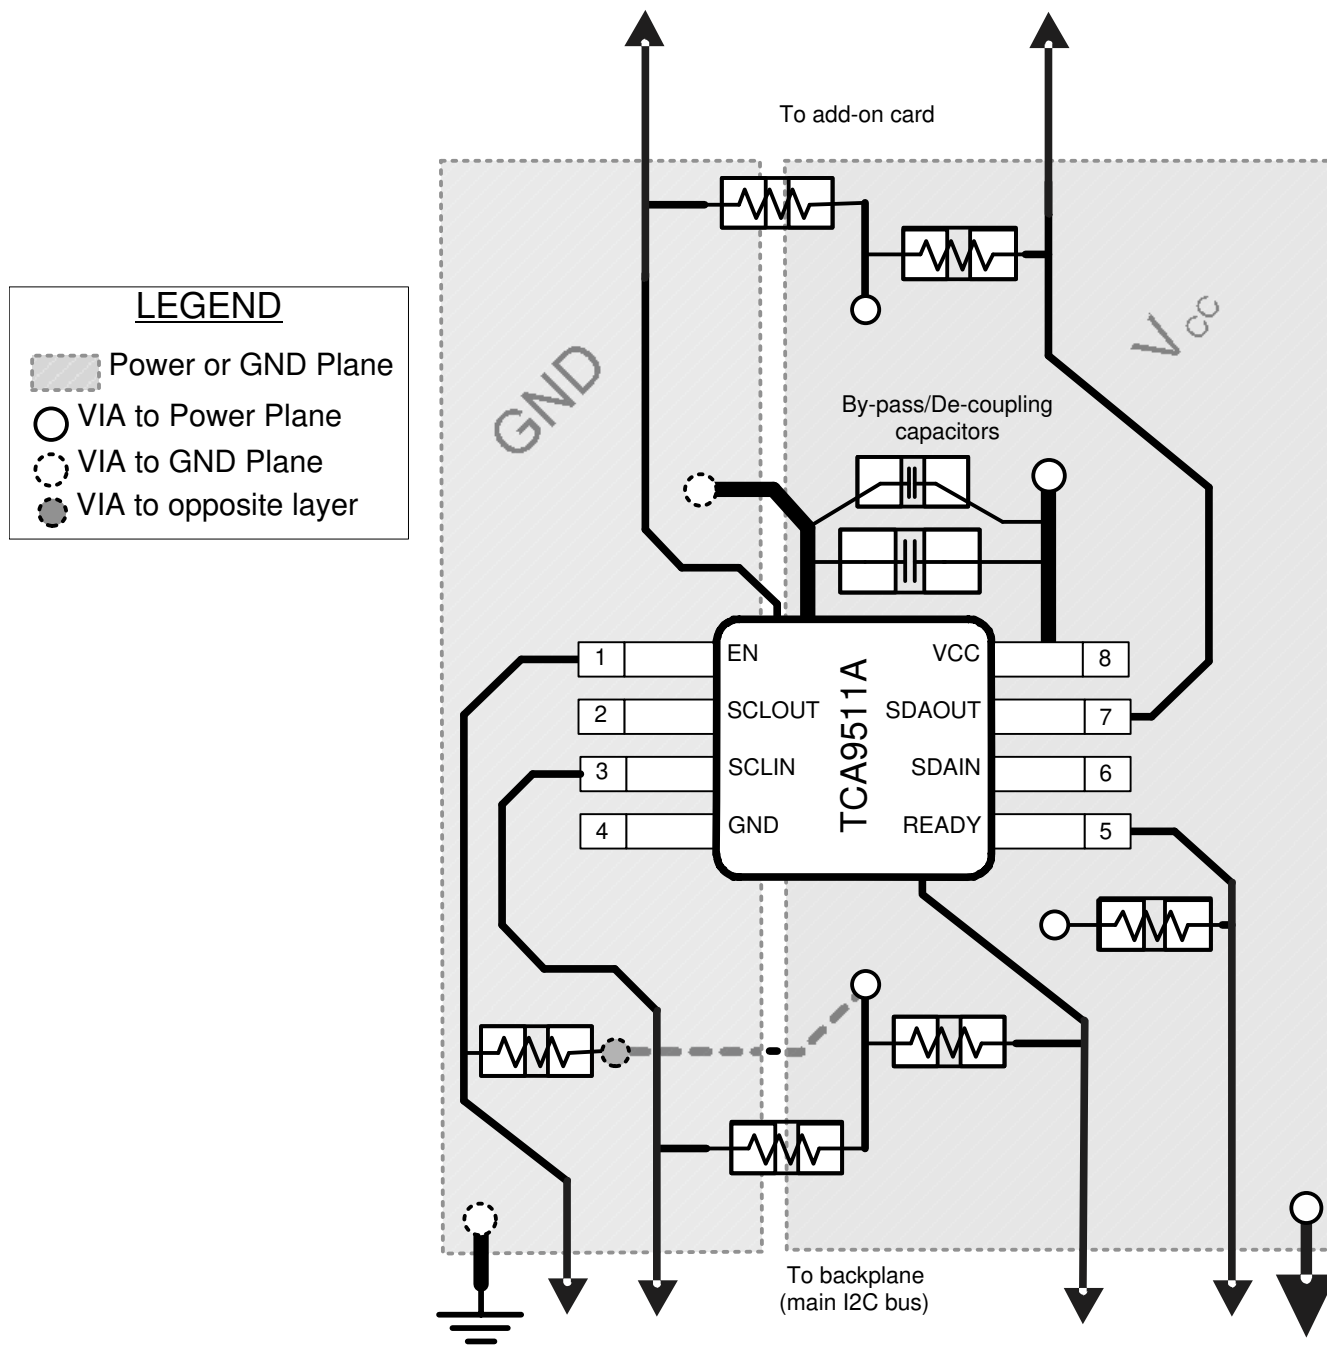 To add-on card
LEGEND
Power or GND Plane
VIA to Power Plane
VIA to GND Plane
VIA to opposite layer
GND
VCC
By-pass/De-coupling
capacitors
1 EN VCC 8
2 SCLOUT SDAOUT 7
3 SCLIN SDAIN 6
4 GND READY 5
TCA9511A
To backplane
(main I2C bus)